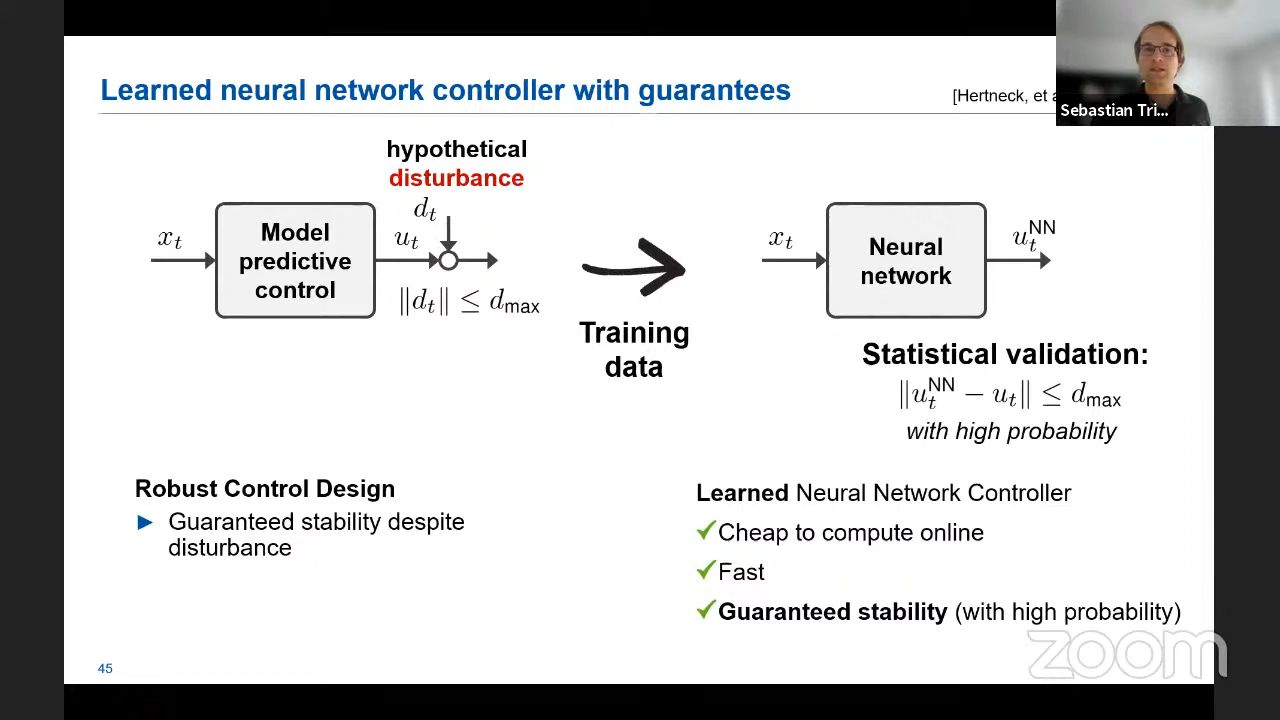 Learned neural network controller with guarantees
[Hertneck, et
Sebastian Tri...
hypothetical
disturbance
d_t
x_t
Model
predictive
control
u_t
‖d_t‖ ≤ d_max
Training
data
x_t
Neural
network
u_t^NN
Statistical validation:
‖u_t^NN − u_t‖ ≤ d_max
with high probability
Robust Control Design
► Guaranteed stability despite
disturbance
Learned Neural Network Controller
✓Cheap to compute online
✓Fast
✓Guaranteed stability (with high probability)
zoom
45